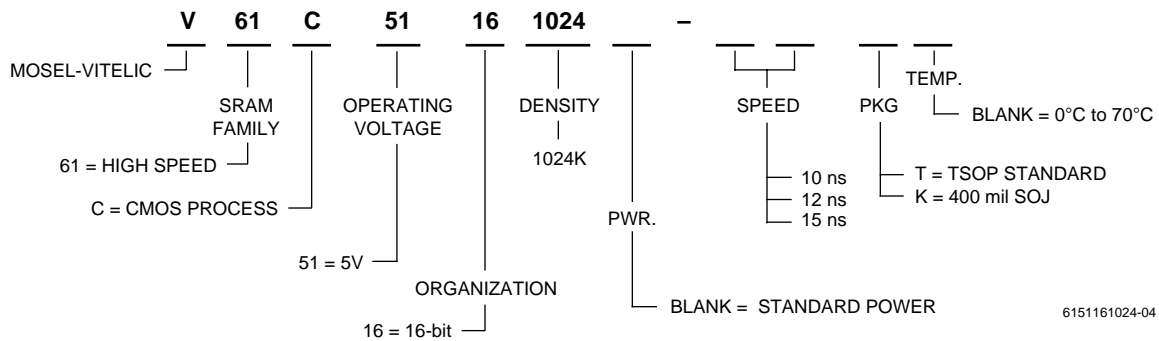 V 61 C 51 16 1024 –
MOSEL-VITELIC
TEMP.
SRAM FAMILY
OPERATING VOLTAGE
DENSITY
SPEED
PKG
BLANK = 0°C to 70°C
1024K
61 = HIGH SPEED
10 ns
T = TSOP STANDARD
12 ns
K = 400 mil SOJ
C = CMOS PROCESS
15 ns
PWR.
51 = 5V
ORGANIZATION
BLANK = STANDARD POWER
6151161024-04
16 = 16-bit